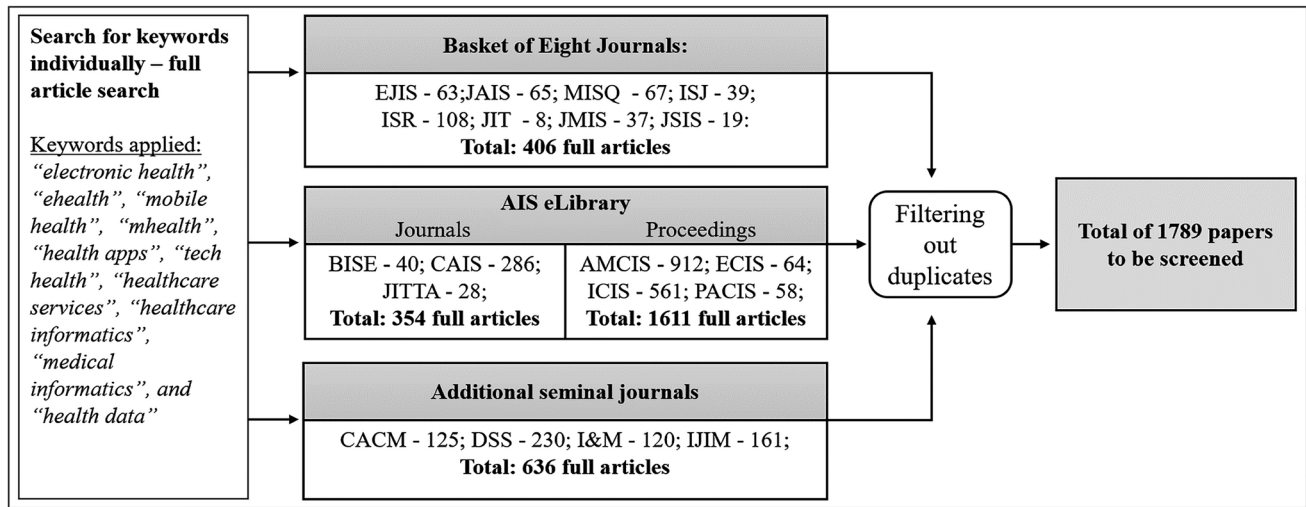 Search for keywords
individually – full
article search
Keywords applied:
“electronic health”,
“ehealth”, “mobile
health”, “mhealth”,
“health apps”, “tech
health”, “healthcare
services”, “healthcare
informatics”,
“medical
informatics”, and
“health data”
Basket of Eight Journals:
EJIS - 63;JAIS - 65; MISQ - 67; ISJ - 39;
ISR - 108; JIT - 8; JMIS - 37; JSIS - 19:
Total: 406 full articles
AIS eLibrary
Journals
BISE - 40; CAIS - 286;
JITTA - 28;
Total: 354 full articles
Proceedings
AMCIS - 912; ECIS - 64;
ICIS - 561; PACIS - 58;
Total: 1611 full articles
Additional seminal journals
CACM - 125; DSS - 230; I&M - 120; IJIM - 161;
Total: 636 full articles
Filtering
out
duplicates
Total of 1789 papers
to be screened